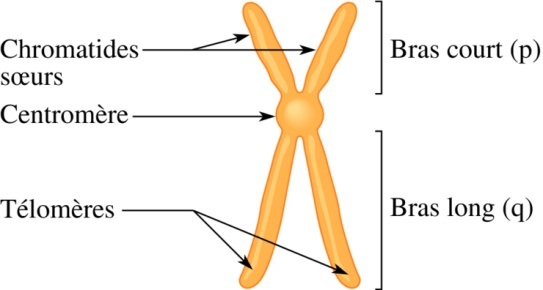 Chromatides
sœurs
Bras court (p)
Centromère
Télomères
Bras long (q)